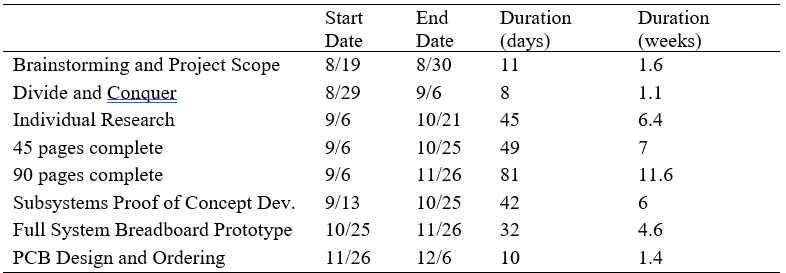 Start End Duration Duration
Date Date (days) (weeks)
Brainstorming and Project Scope 8/19 8/30 11 1.6
Divide and Conquer 8/29 9/6 8 1.1
Individual Research 9/6 10/21 45 6.4
45 pages complete 9/6 10/25 49 7
90 pages complete 9/6 11/26 81 11.6
Subsystems Proof of Concept Dev. 9/13 10/25 42 6
Full System Breadboard Prototype 10/25 11/26 32 4.6
PCB Design and Ordering 11/26 12/6 10 1.4